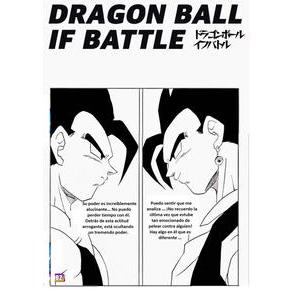 DRAGON BALL
IF BATTLE
ドラゴンボール
イフバトル
Su poder es increíblemente
alucinante... No puedo
perder tiempo con él.
Detrás de esta actitud
arrogante, está ocultando
un tremendo poder.
Puedo sentir que me
analiza ... ¡No recuerdo la
última vez que estube
tan emocionado de
pelear contra alguien!
Hay algo en él que es
diferente ...